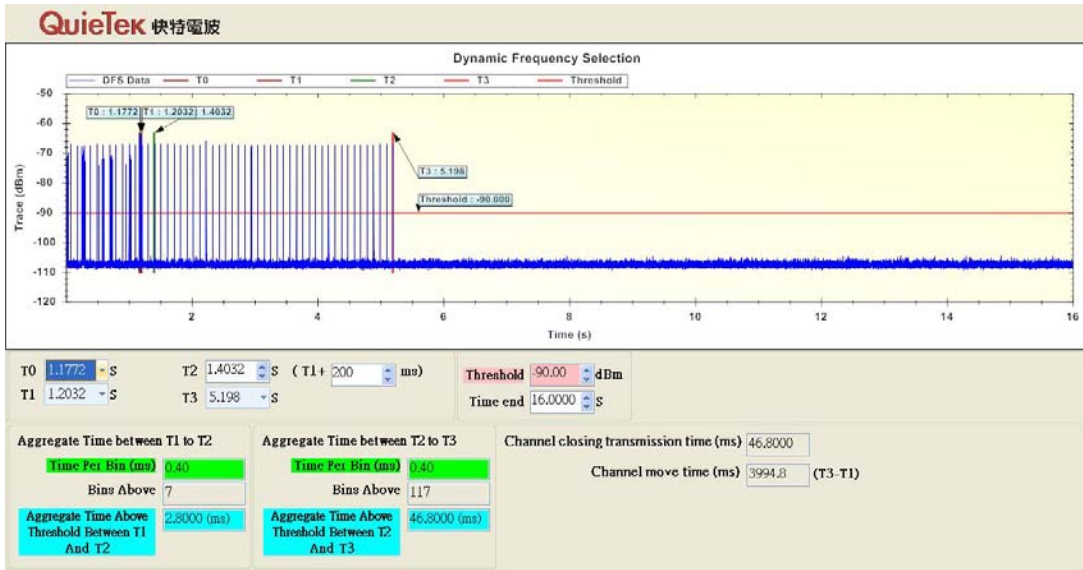 QuieTek 快特電波
Dynamic Frequency Selection
DFS Data T0 T1 T2 T3 Threshold
-50
-60
-70
-80
-90
-100
-110
-120
Trace (dBm)
T0 : 1.1772 T1 : 1.2032 : 1.4032
T3 : 5.198
Threshold : -90.000
2 4 6 8 10 12 14 16
Time (s)
T0 1.1772 S T2 1.4032 S (T1+ 200 ms) Threshold -90.00 dBm
T1 1.2032 S T3 5.198 S Time end 16.0000 S
Aggregate Time between T1 to T2
Time Per Bin (ms) 0.40
Bins Above 7
Aggregate Time Above Threshold Between T1 And T2 2.8000 (ms)
Aggregate Time between T2 to T3
Time Per Bin (ms) 0.40
Bins Above 117
Aggregate Time Above Threshold Between T2 And T3 46.8000 (ms)
Channel closing transmission time (ms) 46.8000
Channel move time (ms) 3994.8 (T3-T1)